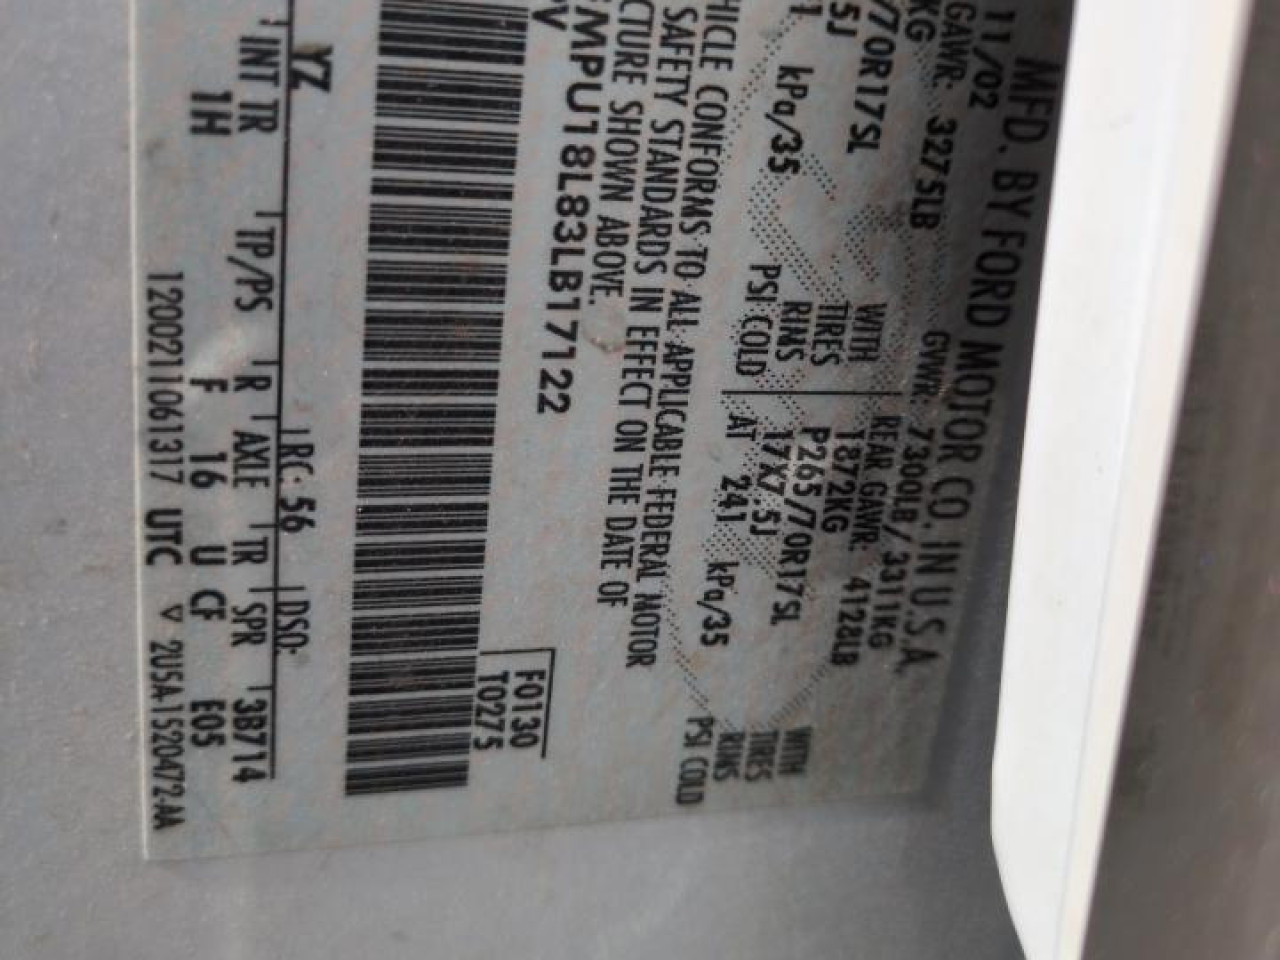 MFD. BY FORD MOTOR CO. IN U.S.A.
11/02 GVWR: 7300LB/3311KG
GAWR: 3275LB REAR GAWR: 4128LB
KG WITH 1872KG WITH
/70R17SL TIRES P265/70R17SL TIRES
5J RIMS 17X7.5J RIMS
1 kPa/35 PSI COLD AT 241 kPa/35 PSI COLD
HICLE CONFORMS TO ALL APPLICABLE FEDERAL MOTOR
SAFETY STANDARDS IN EFFECT ON THE DATE OF
CTURE SHOWN ABOVE.
FMPU18L83LB17122 F0130
PV T0275
YZ RC: 56 DSO:
INT TR TP/PS R AXLE TR SPR 3B714
1H F 16 U CF E05
1200211061317 UTC ▽ 2U5A-1520472-AA